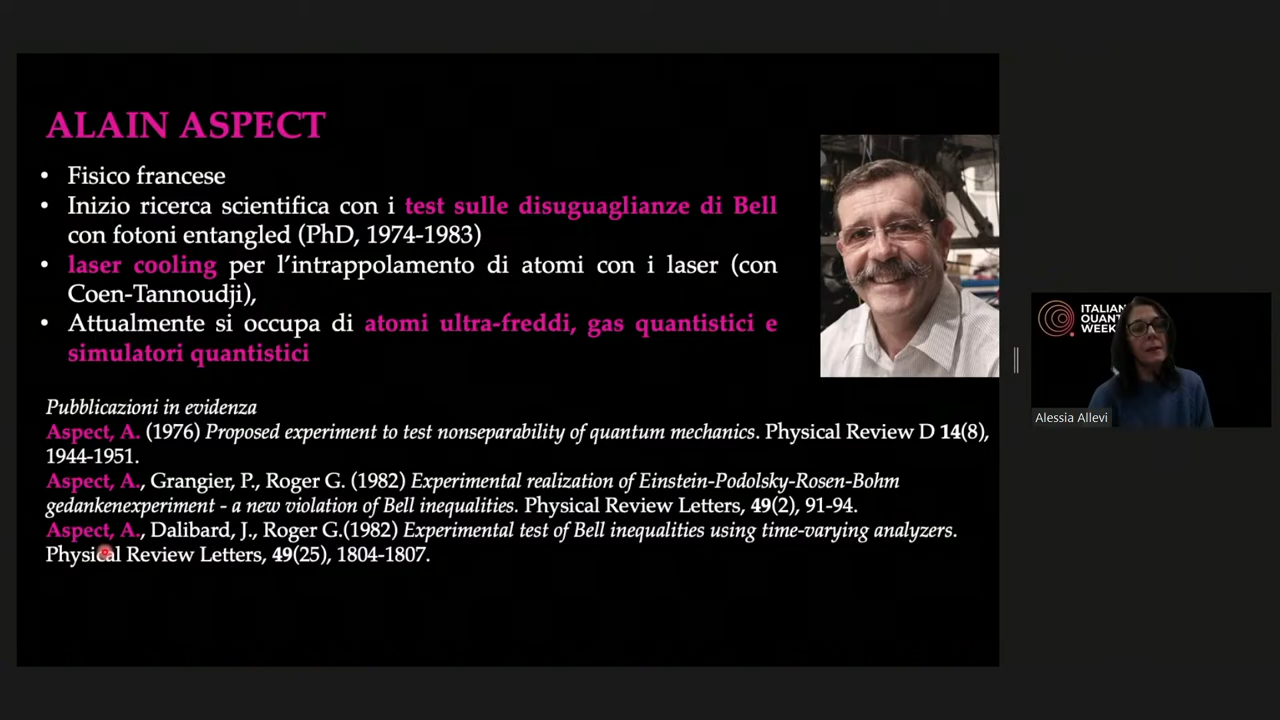 ALAIN ASPECT
• Fisico francese
• Inizio ricerca scientifica con i test sulle disuguaglianze di Bell
con fotoni entangled (PhD, 1974-1983)
• laser cooling per l’intrappolamento di atomi con i laser (con
Coen-Tannoudji),
• Attualmente si occupa di atomi ultra-freddi, gas quantistici e
simulatori quantistici
Pubblicazioni in evidenza
Aspect, A. (1976) Proposed experiment to test nonseparability of quantum mechanics. Physical Review D 14(8),
1944-1951.
Aspect, A., Grangier, P., Roger G. (1982) Experimental realization of Einstein-Podolsky-Rosen-Bohm
gedankenexperiment - a new violation of Bell inequalities. Physical Review Letters, 49(2), 91-94.
Aspect, A., Dalibard, J., Roger G.(1982) Experimental test of Bell inequalities using time-varying analyzers.
Physical Review Letters, 49(25), 1804-1807.
ITALIAN
QUA
WEEK
Alessia Allevi